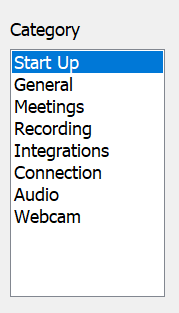 Category
Start Up
General
Meetings
Recording
Integrations
Connection
Audio
Webcam